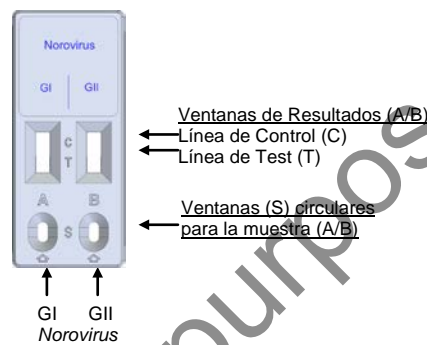 Norovirus
GI GII
Ventanas de Resultados (A/B)
C Línea de Control (C)
T Línea de Test (T)
A B
Ventanas (S) circulares
S para la muestra (A/B)
GI GII
Norovirus
purpos